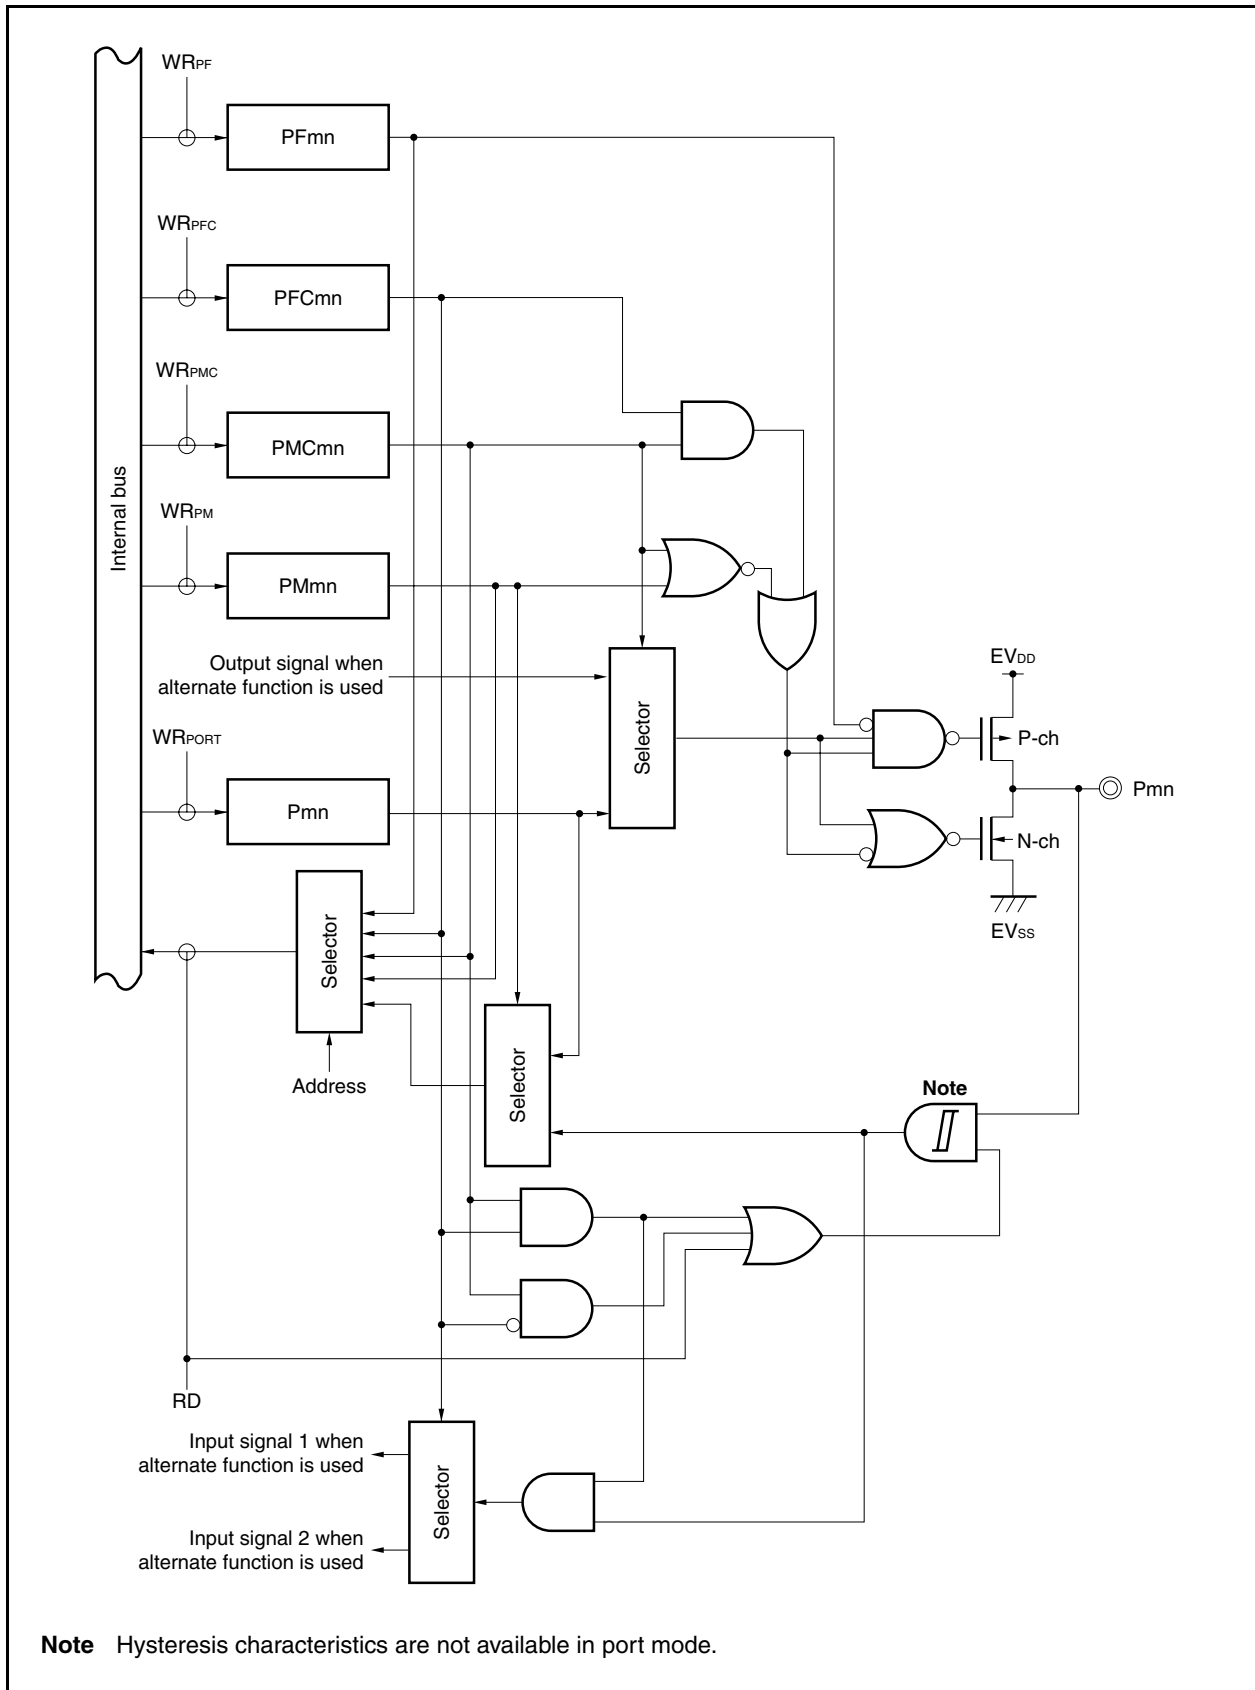 WRPF
PFmn
WRPFC
PFCmn
WRPMC
PMCmn
Internal bus
WRPM
PMmn
Output signal when
alternate function is used
Selector
EVDD
P-ch
WRPORT
Pmn
Pmn
N-ch
EVSS
Selector
Address
Selector
Note
RD
Input signal 1 when
alternate function is used
Selector
Input signal 2 when
alternate function is used
Note Hysteresis characteristics are not available in port mode.